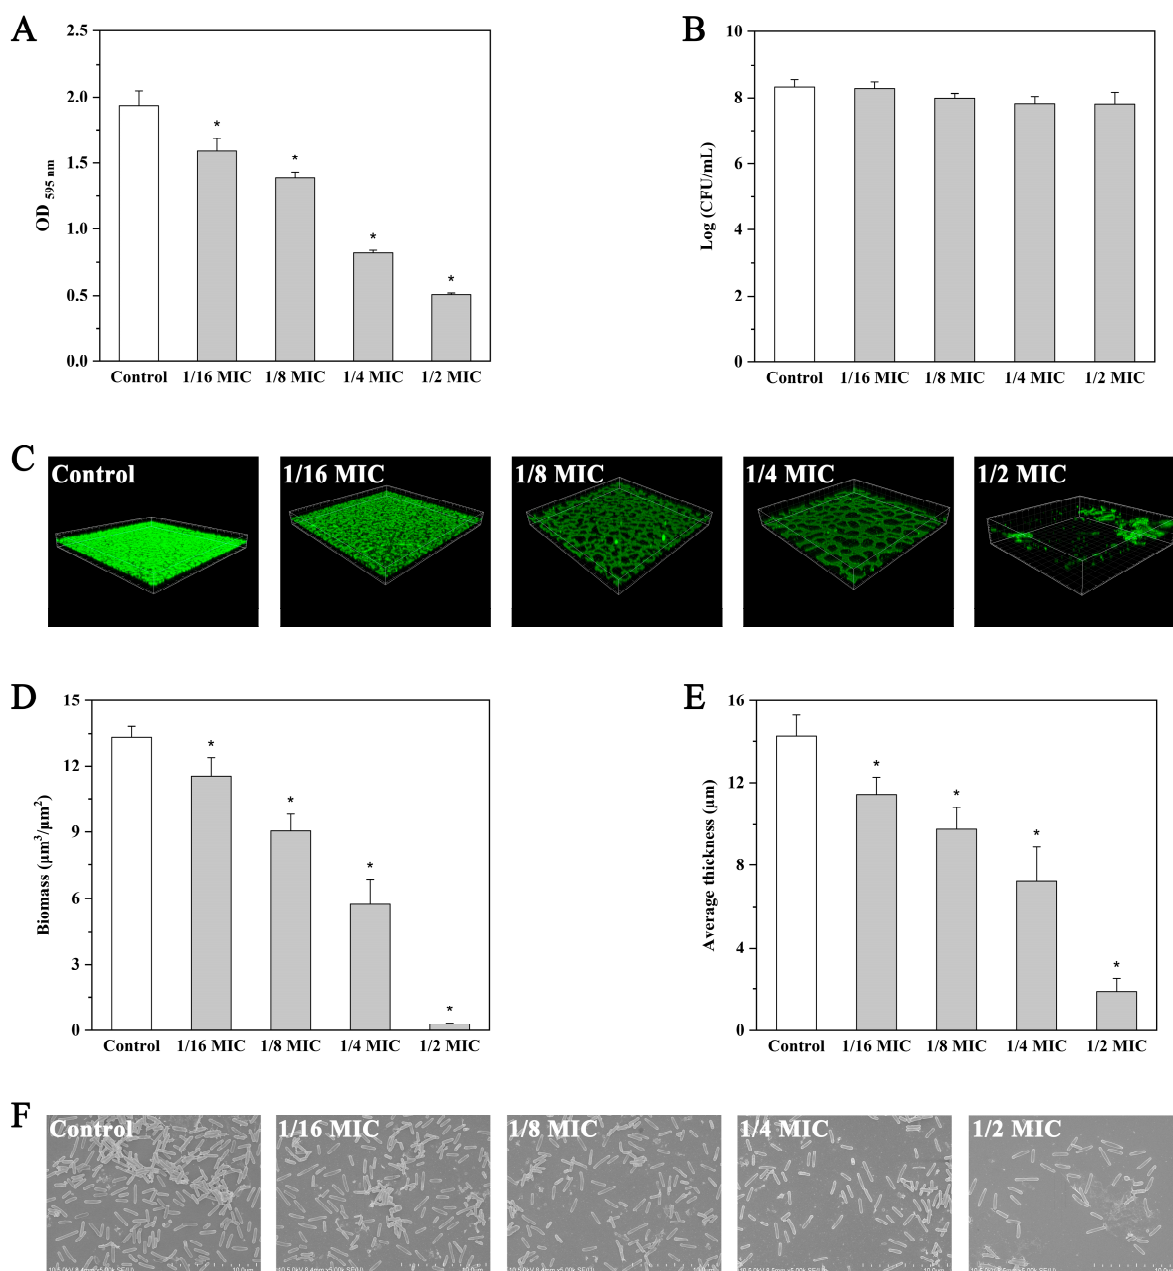 A
B
2.5
2.0
1.5
1.0
0.5
0.0
OD 595 nm
*
*
*
*
Control 1/16 MIC 1/8 MIC 1/4 MIC 1/2 MIC
10
8
6
4
2
0
Log (CFU/mL)
Control 1/16 MIC 1/8 MIC 1/4 MIC 1/2 MIC
C
Control
1/16 MIC
1/8 MIC
1/4 MIC
1/2 MIC
D
15
12
9
6
3
0
Biomass (μm³/μm²)
*
*
*
*
Control 1/16 MIC 1/8 MIC 1/4 MIC 1/2 MIC
E
16
12
8
4
0
Average thickness (μm)
*
*
*
*
Control 1/16 MIC 1/8 MIC 1/4 MIC 1/2 MIC
F
Control
1/16 MIC
1/8 MIC
1/4 MIC
1/2 MIC